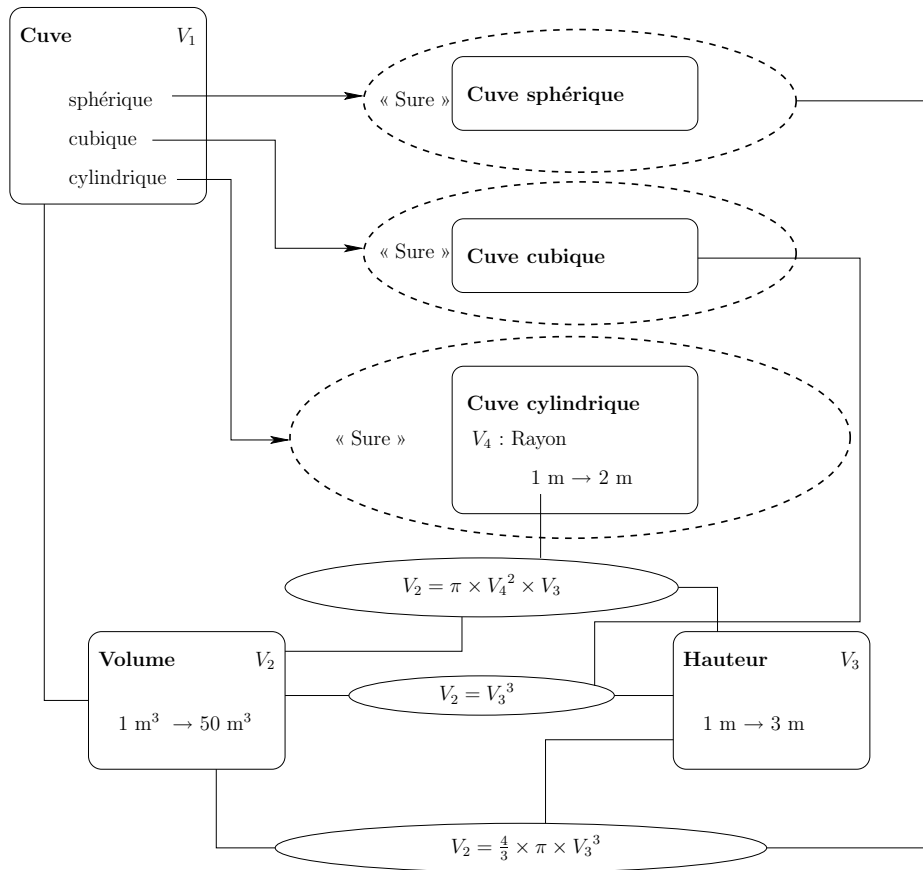 Cuve V₁
sphérique
cubique
cylindrique
« Sure » Cuve sphérique
« Sure » Cuve cubique
Cuve cylindrique
« Sure » V₄ : Rayon
1 m → 2 m
V₂ = π × V₄² × V₃
Volume V₂
1 m³ → 50 m³
V₂ = V₃³
Hauteur V₃
1 m → 3 m
V₂ = 4/3 × π × V₃³